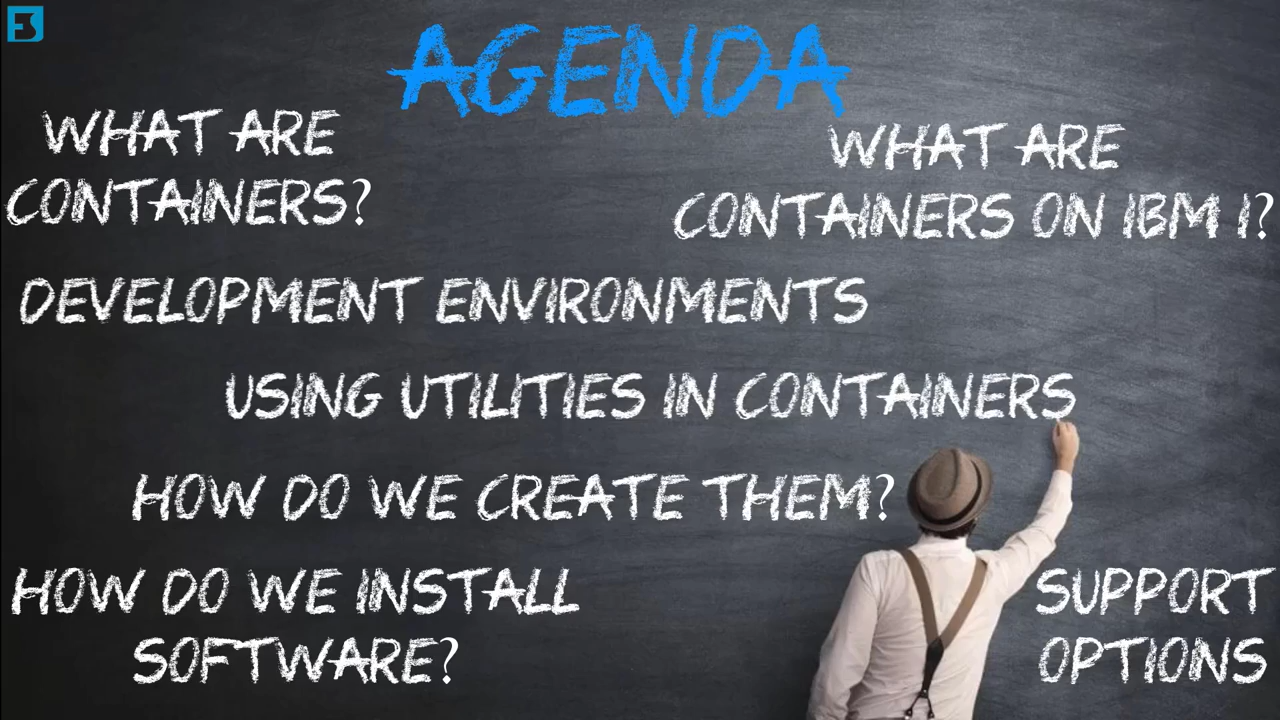 AGENDA
WHAT ARE
CONTAINERS?
WHAT ARE
CONTAINERS ON IBM I?
DEVELOPMENT ENVIRONMENTS
USING UTILITIES IN CONTAINERS
HOW DO WE CREATE THEM?
HOW DO WE INSTALL
SOFTWARE?
SUPPORT
OPTIONS